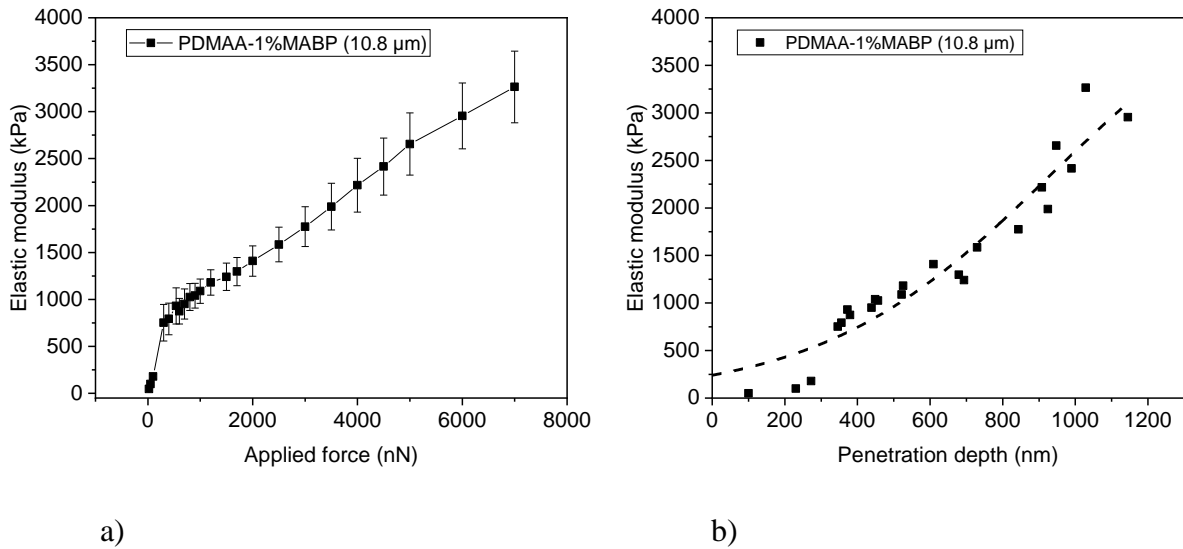 4000
3500
3000
2500
2000
1500
1000
500
0
Elastic modulus (kPa)
PDMAA-1%MABP (10.8 µm)
0 2000 4000 6000 8000
Applied force (nN)
a)
4000
3500
3000
2500
2000
1500
1000
500
0
Elastic modulus (kPa)
PDMAA-1%MABP (10.8 µm)
0 200 400 600 800 1000 1200
Penetration depth (nm)
b)